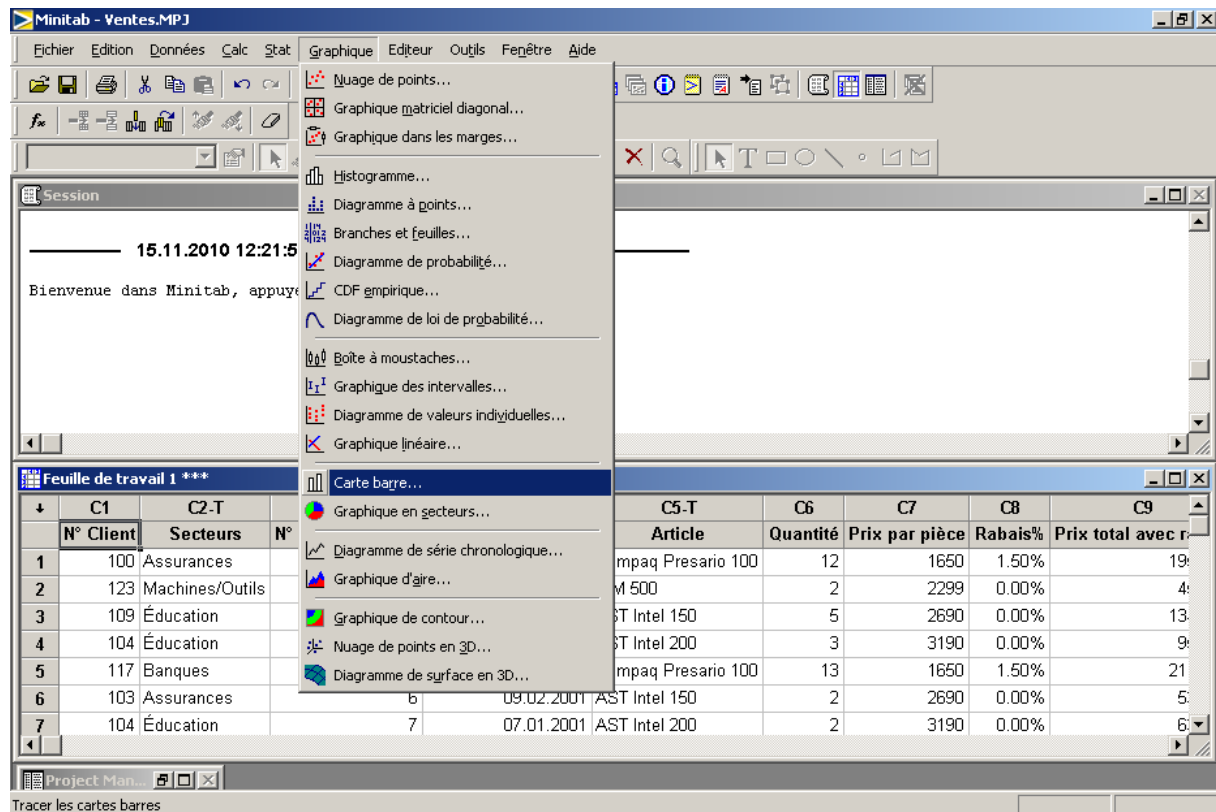 Minitab - Ventes.MPJ
Fichier Edition Données Calc Stat Graphique Editeur Outils Fenêtre Aide
Nuage de points...
Graphique matriciel diagonal...
Graphique dans les marges...
Histogramme...
Diagramme à points...
Branches et feuilles...
Diagramme de probabilité...
CDF empirique...
Diagramme de loi de probabilité...
Boîte à moustaches...
Graphique des intervalles...
Diagramme de valeurs individuelles...
Graphique linéaire...
Carte barre...
Graphique en secteurs...
Diagramme de série chronologique...
Graphique d'aire...
Graphique de contour...
Nuage de points en 3D...
Diagramme de surface en 3D...
Session
15.11.2010 12:21:5
Bienvenue dans Minitab, appuye
Feuille de travail 1 ***
C1 C2-T C5-T C6 C7 C8 C9
N° Client Secteurs N° Article Quantité Prix par pièce Rabais% Prix total avec r
1 100 Assurances mpaq Presario 100 12 1650 1.50% 19
2 123 Machines/Outils M 500 2 2299 0.00% 4
3 109 Éducation ST Intel 150 5 2690 0.00% 13
4 104 Éducation ST Intel 200 3 3190 0.00% 9
5 117 Banques mpaq Presario 100 13 1650 1.50% 21
6 103 Assurances 6 09.02.2001 AST Intel 150 2 2690 0.00% 5
7 104 Éducation 7 07.01.2001 AST Intel 200 2 3190 0.00% 6
Project Man...
Tracer les cartes barres